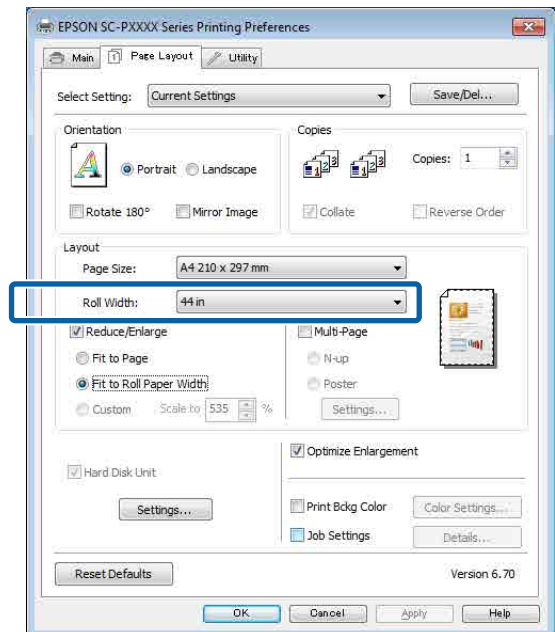 EPSON SC-PXXXX Series Printing Preferences
Main Page Layout Utility
Select Setting: Current Settings Save/Del...
Orientation Copies
Portrait Landscape Copies: 1
Rotate 180° Mirror Image Collate Reverse Order
Layout
Page Size: A4 210 x 297 mm
Roll Width: 44 in
Reduce/Enlarge Multi-Page
Fit to Page N-up
Fit to Roll Paper Width Poster
Custom Scale to 535 % Settings...
Optimize Enlargement
Hard Disk Unit
Settings... Print Bckg Color Color Settings...
Job Settings Details...
Reset Defaults Version 6.70
OK Cancel Apply Help